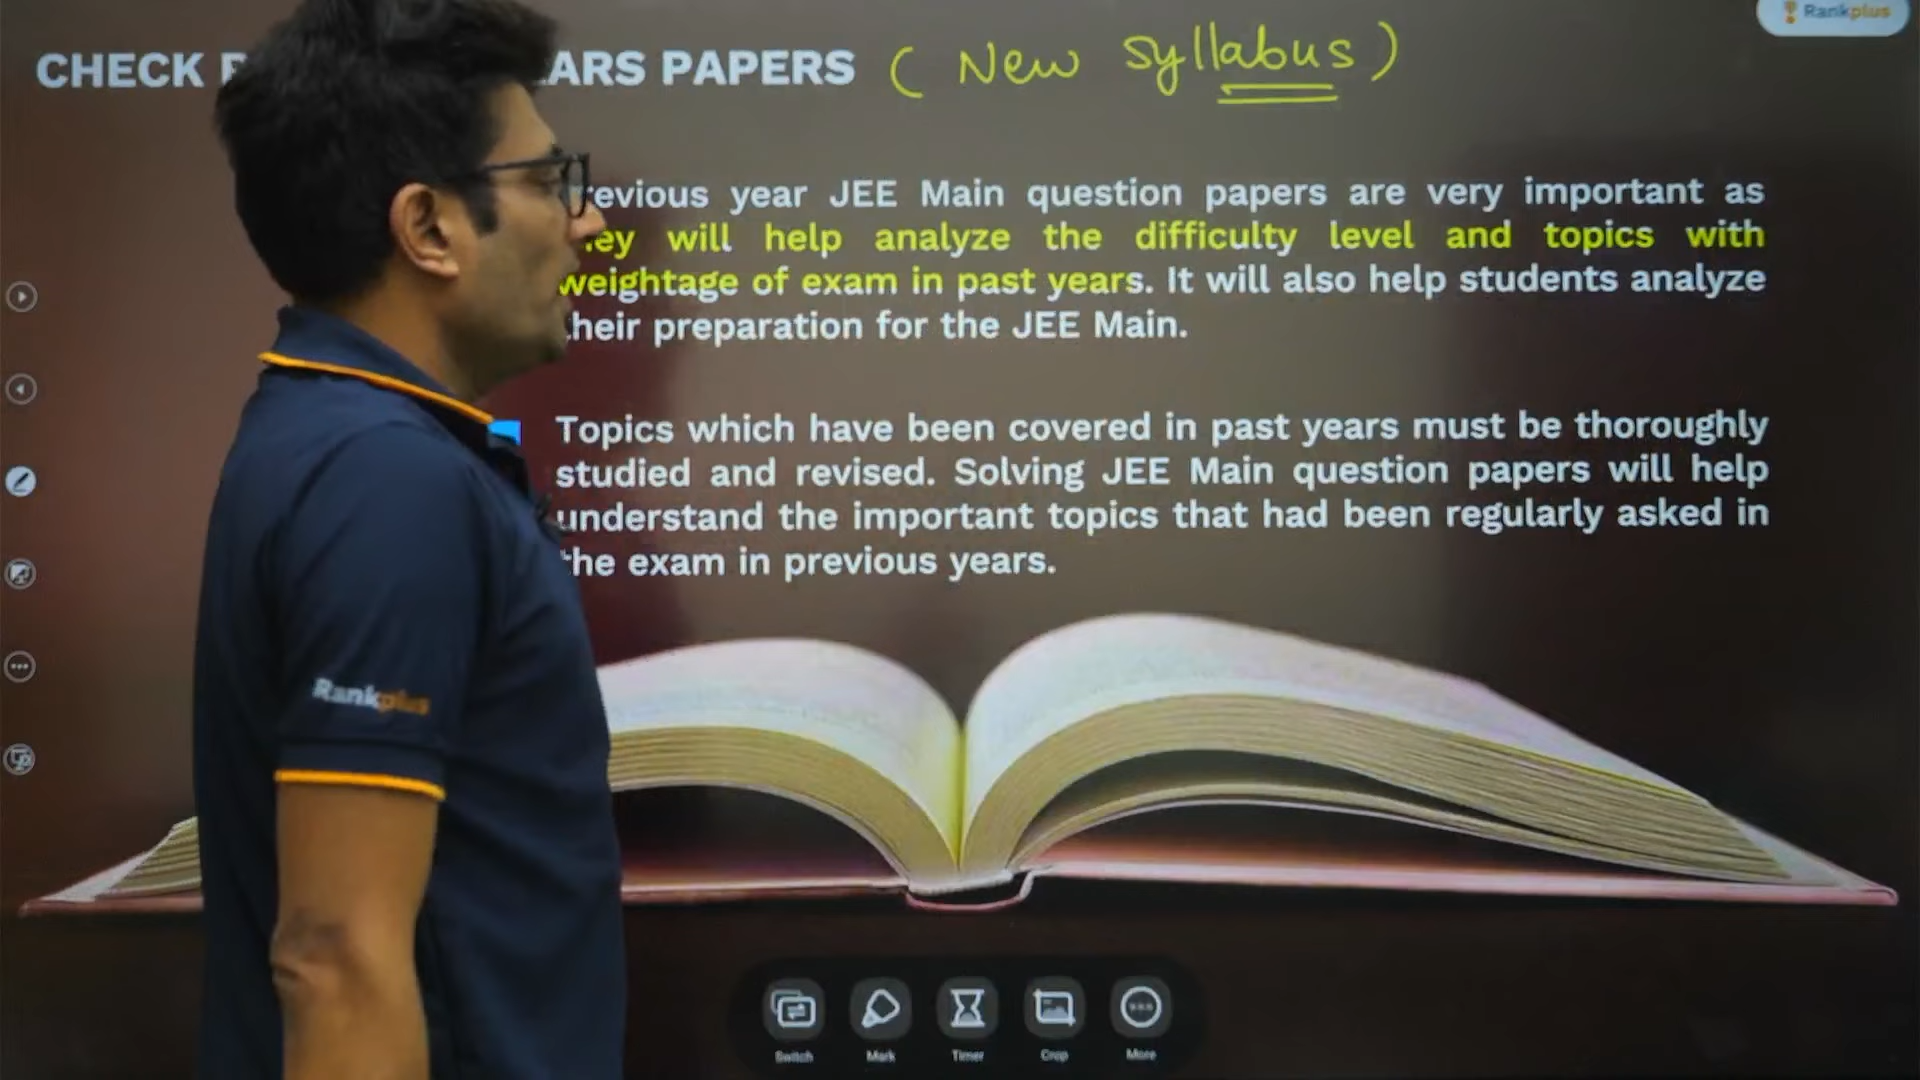 CHECK ARS PAPERS ( New syllabus )
Rankplus
revious year JEE Main question papers are very important as
ey will help analyze the difficulty level and topics with
weightage of exam in past years. It will also help students analyze
heir preparation for the JEE Main.
Topics which have been covered in past years must be thoroughly
studied and revised. Solving JEE Main question papers will help
understand the important topics that had been regularly asked in
the exam in previous years.
Rankplus
Switch Mark Timer Crop More